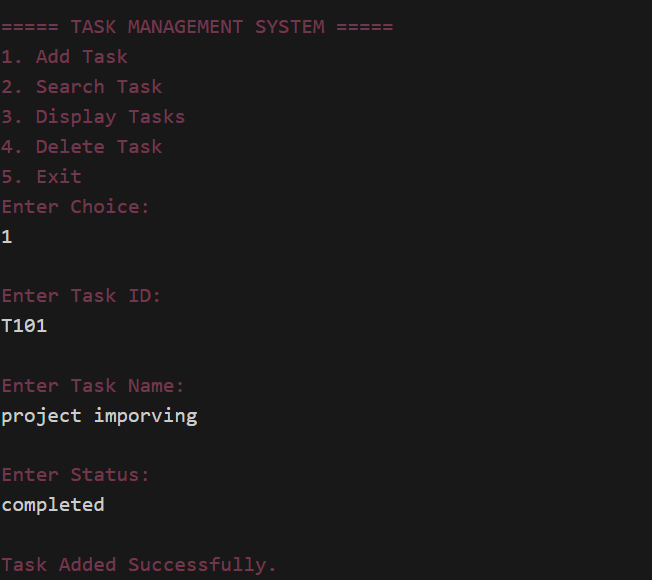 ===== TASK MANAGEMENT SYSTEM =====
1. Add Task
2. Search Task
3. Display Tasks
4. Delete Task
5. Exit
Enter Choice:
1
Enter Task ID:
T101
Enter Task Name:
project imporving
Enter Status:
completed
Task Added Successfully.